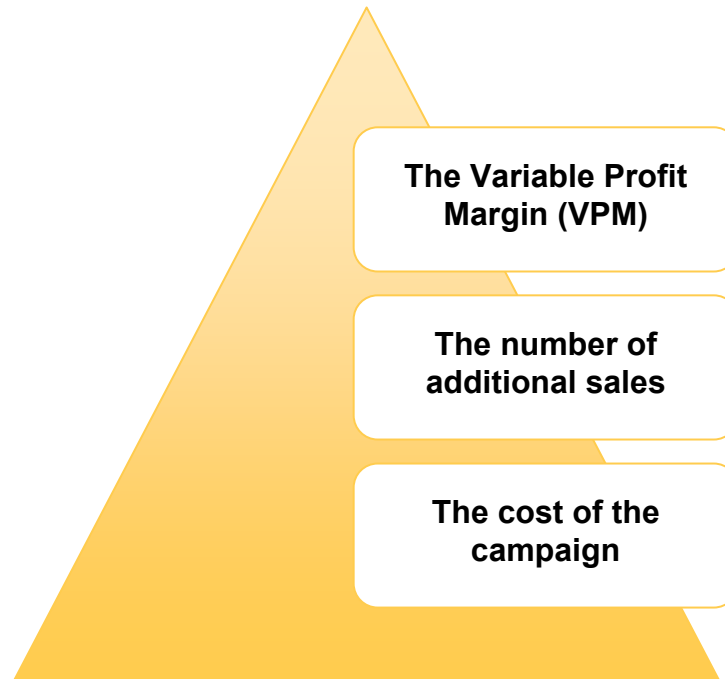 The Variable Profit
Margin (VPM)
The number of
additional sales
The cost of the
campaign